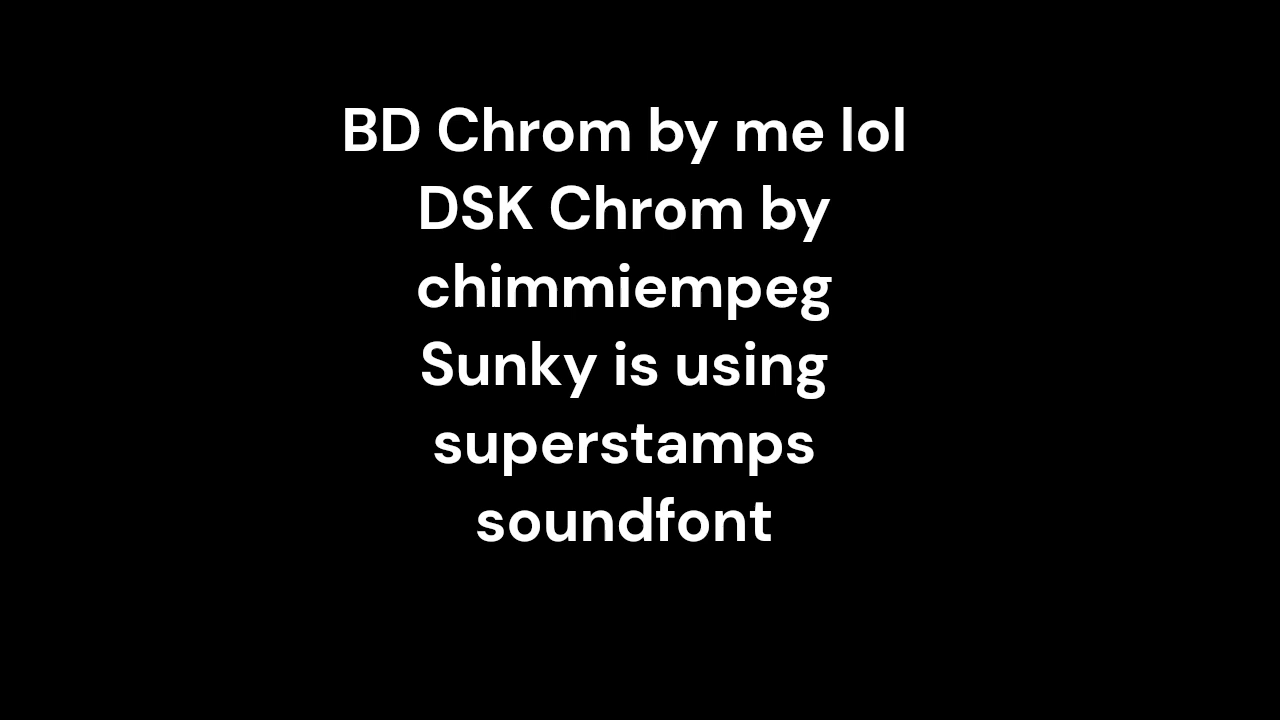 BD Chrom by me lol
DSK Chrom by
chimmiempeg
Sunky is using
superstamps
soundfont